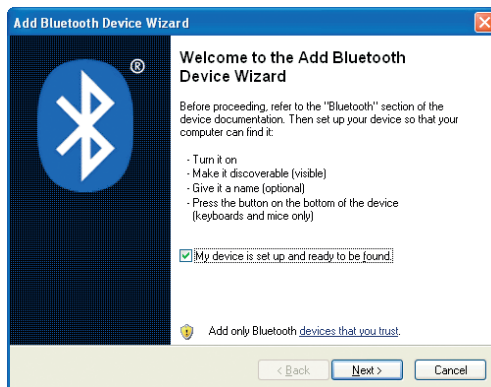 Add Bluetooth Device Wizard
®
Welcome to the Add Bluetooth
Device Wizard
Before proceeding, refer to the "Bluetooth" section of the
device documentation. Then set up your device so that your
computer can find it:
- Turn it on
- Make it discoverable (visible)
- Give it a name (optional)
- Press the button on the bottom of the device
(keyboards and mice only)
My device is set up and ready to be found.
Add only Bluetooth devices that you trust.
< Back Next > Cancel